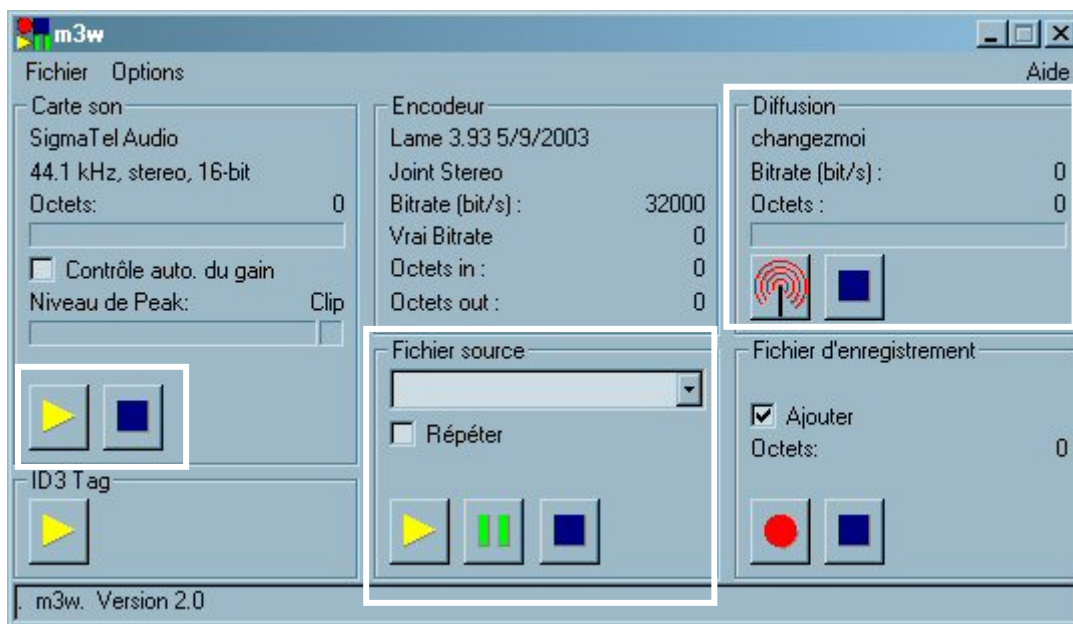 m3w
Fichier Options Aide
Carte son
SigmaTel Audio
44.1 kHz, stereo, 16-bit
Octets: 0
Contrôle auto. du gain
Niveau de Peak: Clip
ID3 Tag
Encodeur
Lame 3.93 5/9/2003
Joint Stereo
Bitrate (bit/s) : 32000
Vrai Bitrate 0
Octets in : 0
Octets out : 0
Fichier source
Répéter
Diffusion
changezmoi
Bitrate (bit/s) : 0
Octets : 0
Fichier d'enregistrement
Ajouter
Octets: 0
. m3w. Version 2.0